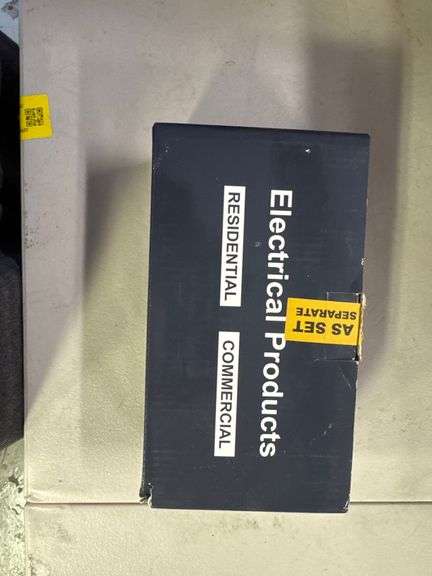 Electrical Products
RESIDENTIAL
COMMERCIAL
AS SET
SEPARATE